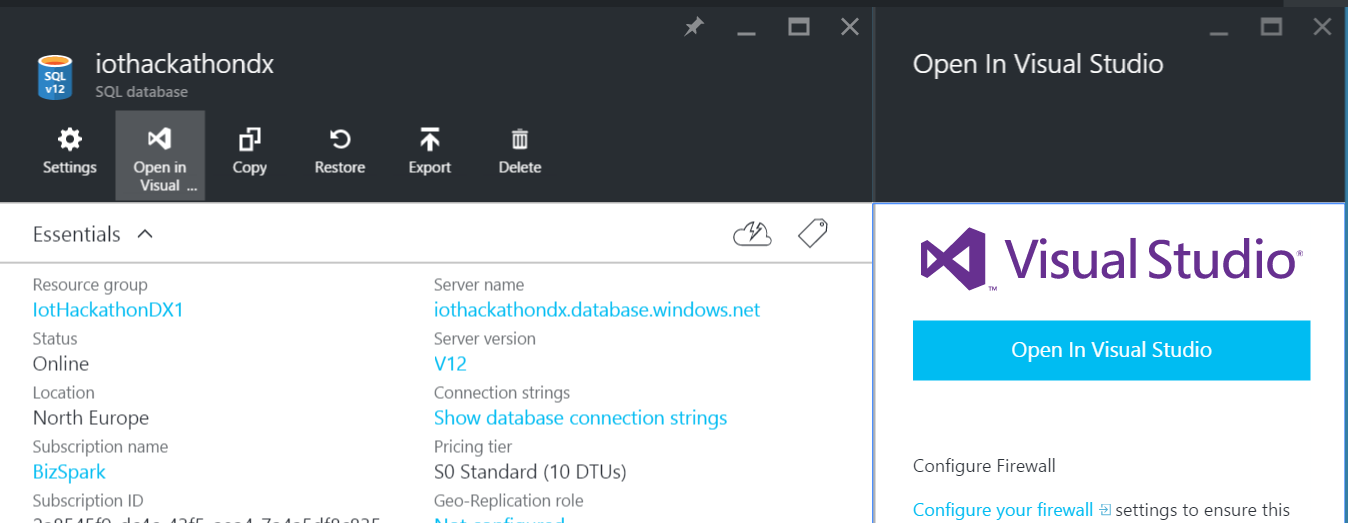 iothackathondx
SQL database
SQL
v12
Settings
Open in
Visual ...
Copy
Restore
Export
Delete
Essentials
Resource group
IotHackathonDX1
Status
Online
Location
North Europe
Subscription name
BizSpark
Subscription ID
Server name
iothackathondx.database.windows.net
Server version
V12
Connection strings
Show database connection strings
Pricing tier
S0 Standard (10 DTUs)
Geo-Replication role
Not configured
Open In Visual Studio
Visual Studio®
™
Open In Visual Studio
Configure Firewall
Configure your firewall settings to ensure this